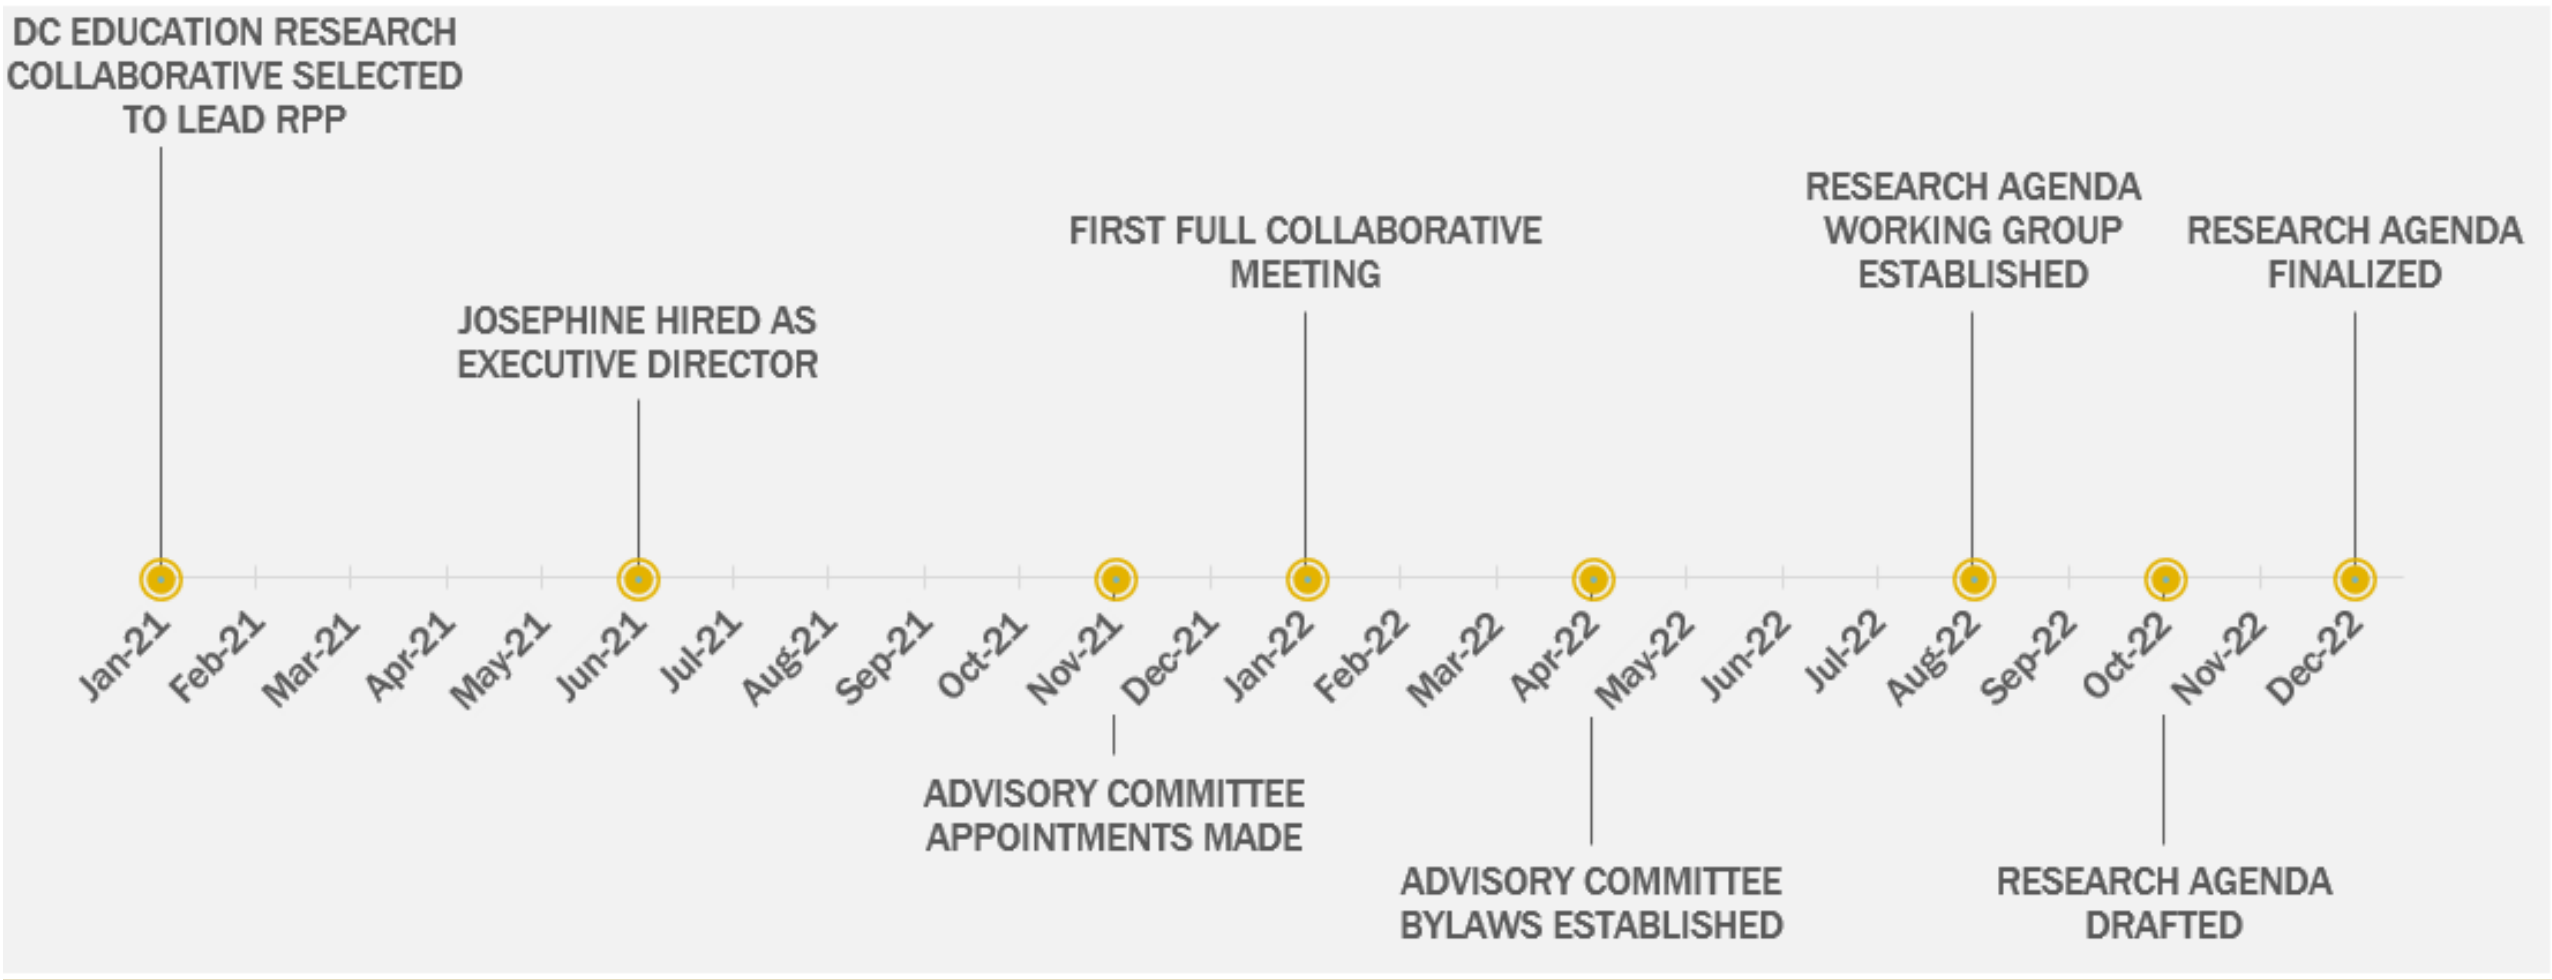 DC EDUCATION RESEARCH
COLLABORATIVE SELECTED
TO LEAD RPP
JOSEPHINE HIRED AS
EXECUTIVE DIRECTOR
FIRST FULL COLLABORATIVE
MEETING
RESEARCH AGENDA
WORKING GROUP
ESTABLISHED
RESEARCH AGENDA
FINALIZED
Jan-21
Feb-21
Mar-21
Apr-21
May-21
Jun-21
Jul-21
Aug-21
Sep-21
Oct-21
Nov-21
Dec-21
Jan-22
Feb-22
Mar-22
Apr-22
May-22
Jun-22
Jul-22
Aug-22
Sep-22
Oct-22
Nov-22
Dec-22
ADVISORY COMMITTEE
APPOINTMENTS MADE
ADVISORY COMMITTEE
BYLAWS ESTABLISHED
RESEARCH AGENDA
DRAFTED